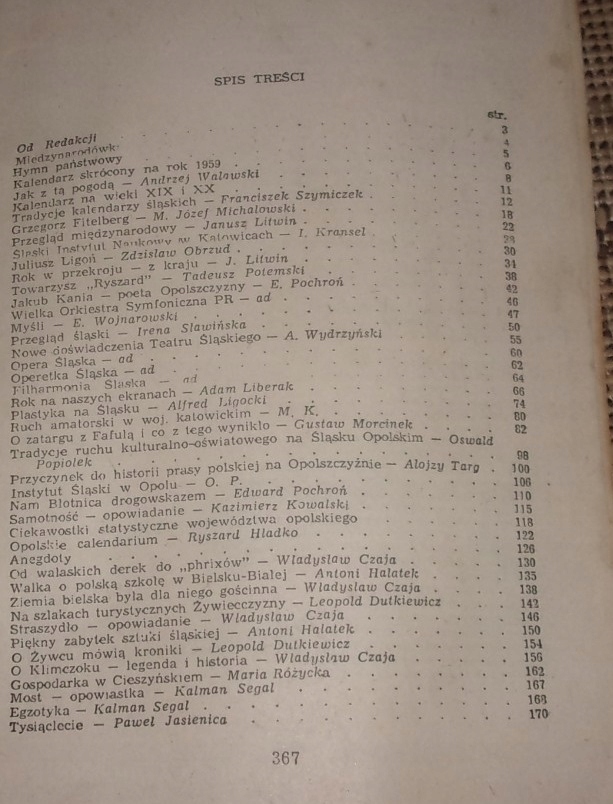 SPIS TREŚCI
str.
Od Redakcji 3
Międzynarodówka 4
Hymn państwowy 5
Kalendarz skrócony na rok 1959 6
Jak z tą pogodą — Andrzej Walawski 8
Kalendarz na wieki XIX i XX 11
Tradycje kalendarzy śląskich — Franciszek Szymiczek 12
Grzegorz Fitelberg — M. Józef Michałowski 18
Przegląd międzynarodowy — Janusz Litwin 22
Śląski Instytut Naukowy w Katowicach — I. Kransel 28
Juliusz Ligoń — Zdzisław Obrzud 30
Rok w przekroju — z kraju — J. Litwin 34
Towarzysz „Ryszard” — Tadeusz Potemski 38
Jakub Kania — poeta Opolszczyzny — E. Pochroń 42
Wielka Orkiestra Symfoniczna PR — ad 46
Myśli — E. Wojnarowski 47
Przegląd śląski — Irena Sławińska 50
Nowe doświadczenia Teatru Śląskiego — A. Wydrzyński 55
Opera Śląska — ad 60
Operetka Śląska — ad 62
Filharmonia Śląska — ad 64
Rok na naszych ekranach — Adam Liberak 66
Plastyka na Śląsku — Alfred Ligocki 74
Ruch amatorski w woj. katowickim — M. K. 80
O zatargu z Fafułą i co z tego wynikło — Gustaw Morcinek 82
Tradycje ruchu kulturalno-oświatowego na Śląsku Opolskim — Oswald
Popiołek 98
Przyczynek do historii prasy polskiej na Opolszczyźnie — Alojzy Targ 100
Instytut Śląski w Opolu — O. P. 106
Nam Błotnica drogowskazem — Edward Pochroń 110
Samotność — opowiadanie — Kazimierz Kowalski 115
Ciekawostki statystyczne województwa opolskiego 118
Opolskie calendarium — Ryszard Hładko 122
Anegdoty 126
Od wałaskich derek do „phrixów” — Władysław Czaja 130
Walka o polską szkołę w Bielsku-Białej — Antoni Hałatek 135
Ziemia bielska była dla niego gościnna — Władysław Czaja 138
Na szlakach turystycznych Żywiecczyzny — Leopold Dutkiewicz 142
Straszydło — opowiadanie — Władysław Czaja 146
Piękny zabytek sztuki śląskiej — Antoni Hałatek 150
O Żywcu mówią kroniki — Leopold Dutkiewicz 154
O Klimczoku — legenda i historia — Władysław Czaja 156
Gospodarka w Cieszyńskiem — Maria Różycka 162
Most — opowiastka — Kalman Segal 167
Egzotyka — Kalman Segal 168
Tysiąclecie — Paweł Jasienica 170
367